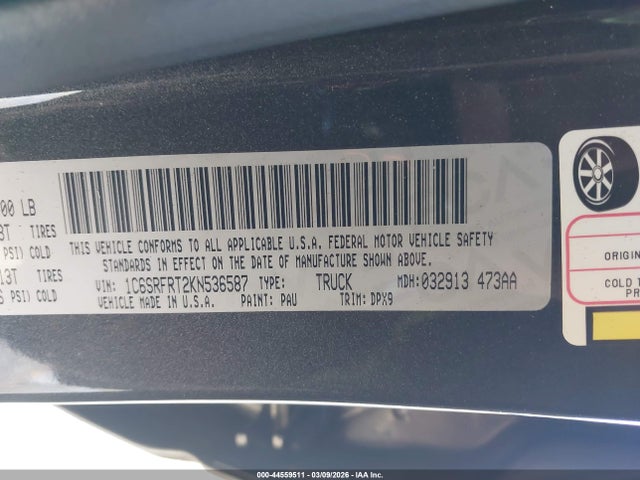 00 LB
TIRES
PSI) COLD
13T TIRES
PSI) COLD
THIS VEHICLE CONFORMS TO ALL APPLICABLE U.S.A. FEDERAL MOTOR VEHICLE SAFETY
STANDARDS IN EFFECT ON THE DATE OF MANUFACTURE SHOWN ABOVE.
VIN: 1C6SRFRT2KN536587 TYPE: TRUCK MDH: 032913 473AA
VEHICLE MADE IN U.S.A. PAINT: PAU TRIM: DPX9
ORIGIN
COLD T
PR
000-44559511 - 03/09/2026 - IAA Inc.